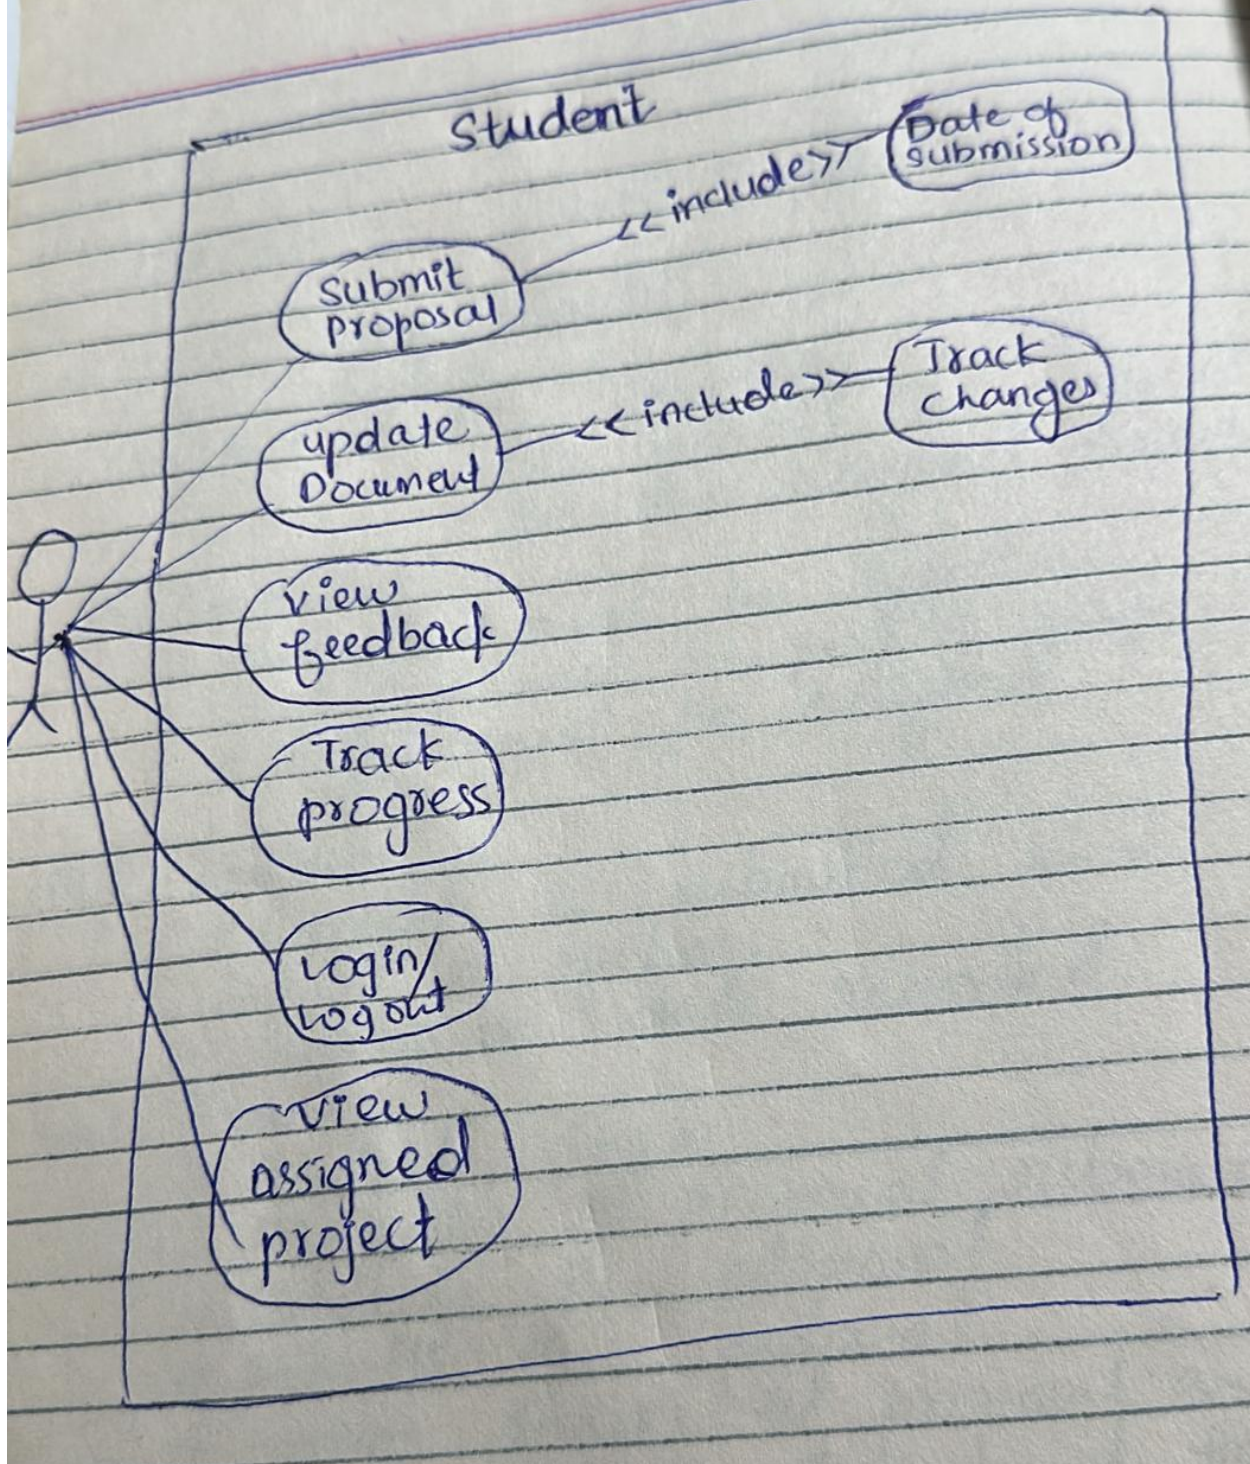 Student
Date of
submission
<<include>>
Submit
proposal
Track
changes
<<include>>
update
Document
view
feedback
Track
progress
Login/
Logout
view
assigned
project